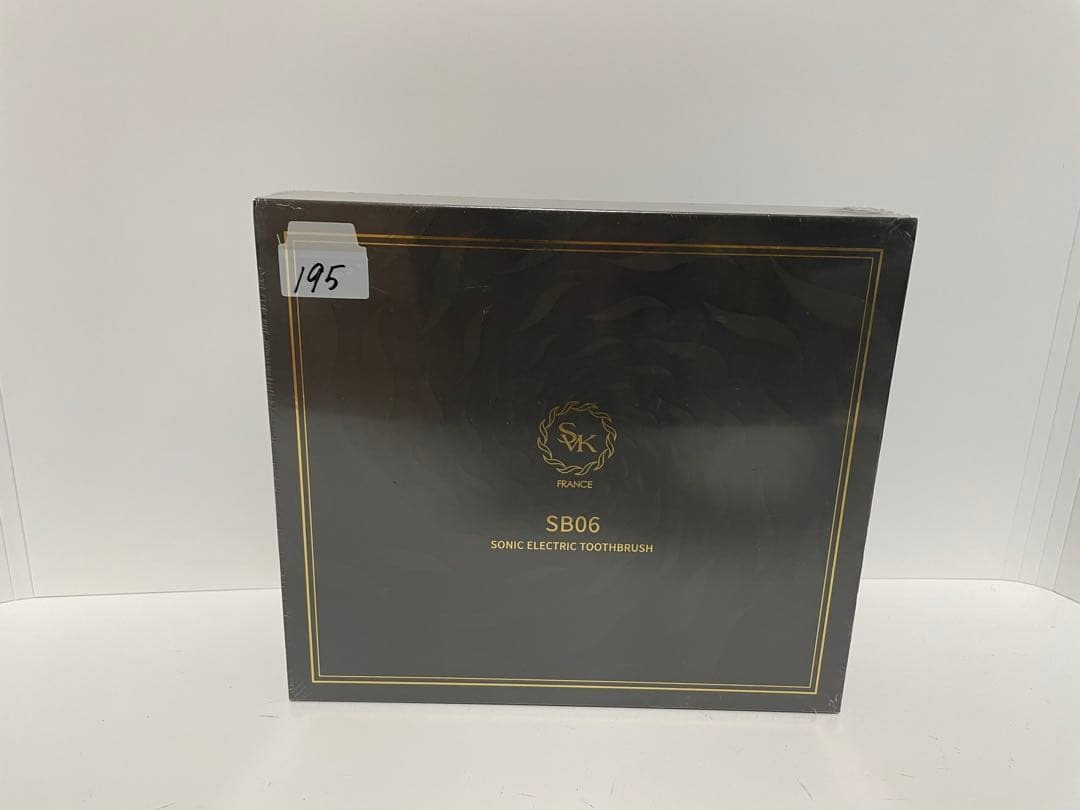 195
SVK
FRANCE
SB06
SONIC ELECTRIC TOOTHBRUSH